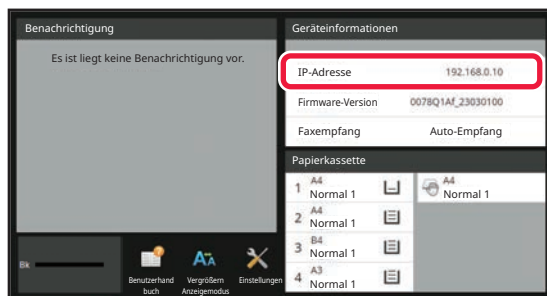 Benachrichtigung
Es ist liegt keine Benachrichtigung vor.
Geräteinformationen
IP-Adresse 192.168.0.10
Firmware-Version 0078Q1Af_23030100
Faxempfang Auto-Empfang
Papierkassette
1 A4
Normal 1
A4
Normal 1
2 A4
Normal 1
3 B4
Normal 1
4 A3
Normal 1
Bk
Benutzerhand
buch
Vergrößern
Anzeigemodus
Einstellungen